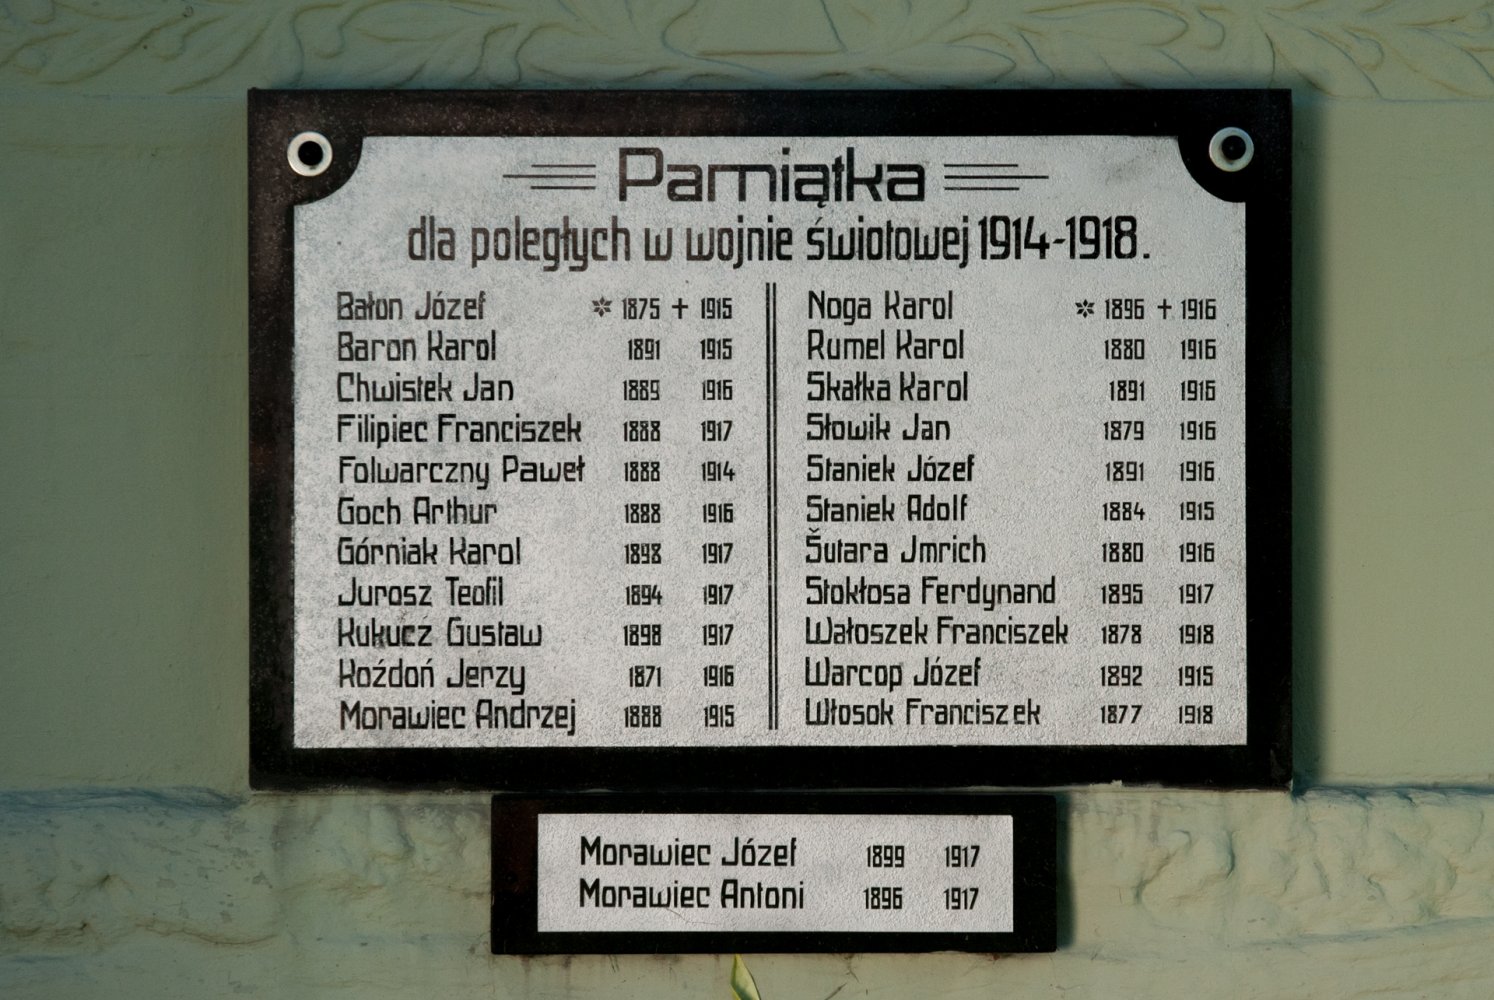 Pamiątka
dla poległych w wojnie świotowej 1914-1918.
Bałon Józef ✲ 1875 + 1915
Baron Karol 1891 1915
Chwistek Jan 1889 1916
Filipiec Franciszek 1888 1917
Folwarczny Paweł 1888 1914
Goch Arthur 1888 1916
Górniak Karol 1898 1917
Jurosz Teofil 1894 1917
Kukucz Gustaw 1898 1917
Koźdoń Jerzy 1871 1916
Morawiec Andrzej 1888 1915
Noga Karol ✲ 1896 + 1916
Rumel Karol 1880 1916
Skałka Karol 1891 1916
Słowik Jan 1879 1916
Staniek Józef 1891 1916
Staniek Adolf 1884 1915
Šutara Jmrich 1880 1916
Stokłosa Ferdynand 1895 1917
Wałoszek Franciszek 1878 1918
Warcop Józef 1892 1915
Włosok Franciszek 1877 1918
Morawiec Józef 1899 1917
Morawiec Antoni 1896 1917